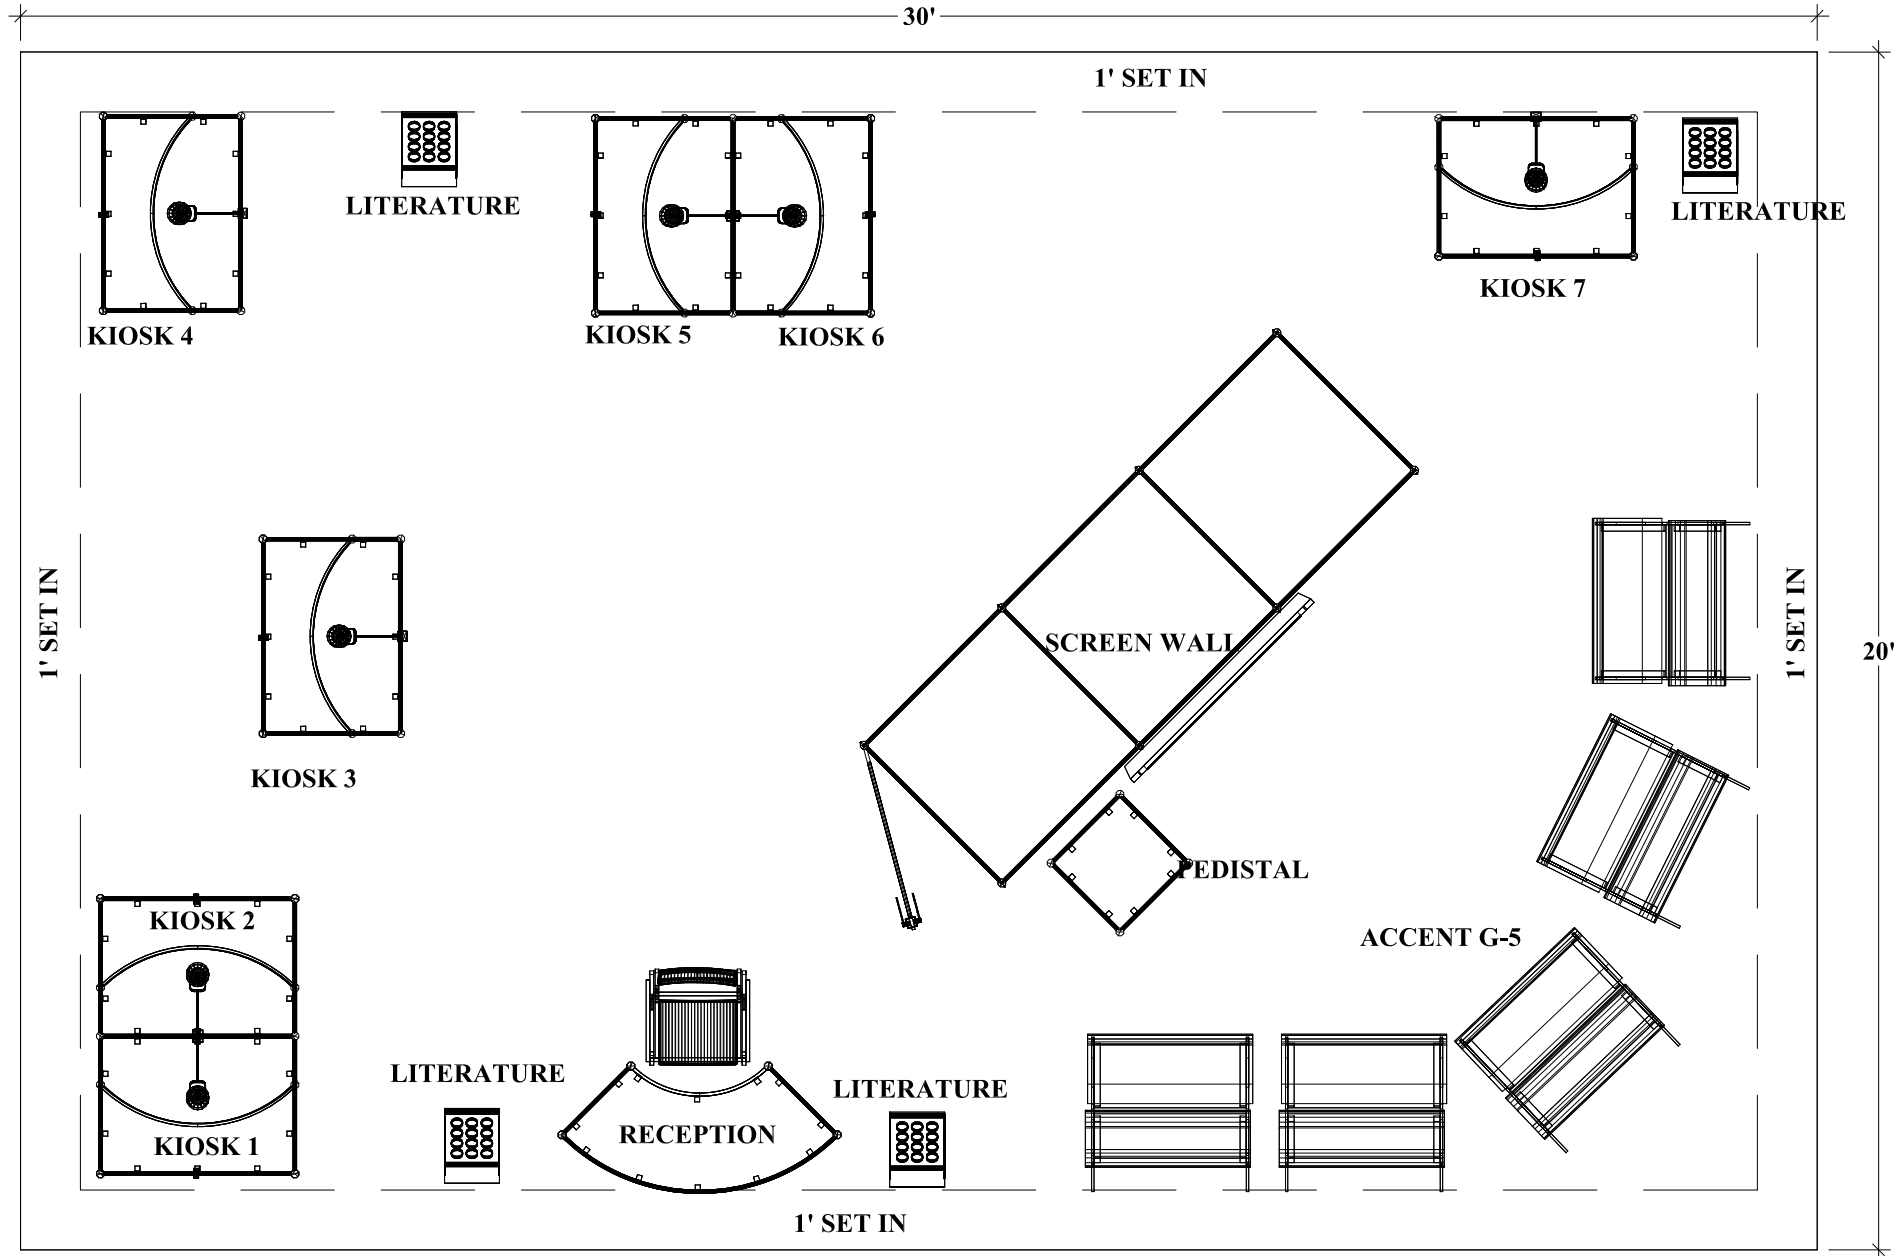 30'
1' SET IN
LITERATURE
LITERATURE
KIOSK 7
KIOSK 4
KIOSK 5
KIOSK 6
1' SET IN
SCREEN WALL
1' SET IN
20'
KIOSK 3
PEDISTAL
KIOSK 2
ACCENT G-5
LITERATURE
LITERATURE
RECEPTION
KIOSK 1
1' SET IN